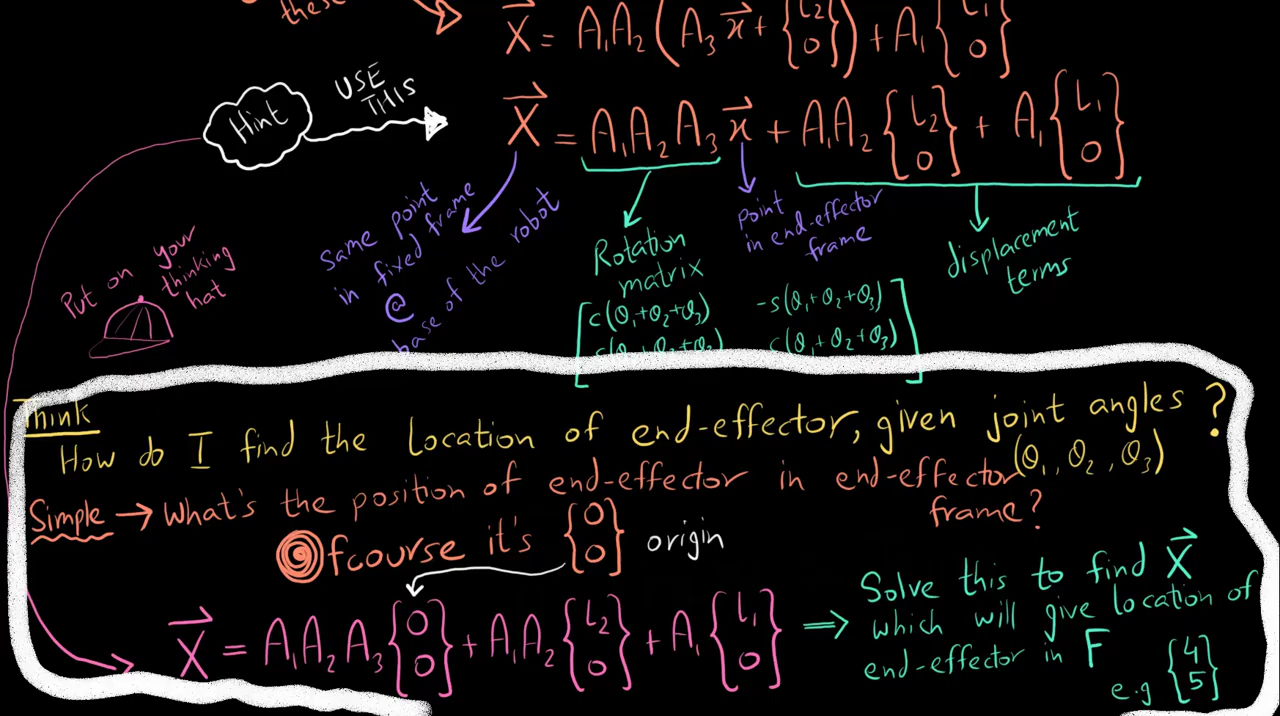 these
X⃗ = A₁A₂ ( A₃ x⃗ + {L₂ 0} ) + A₁ {L₁ 0}
Hint
USE THIS
X⃗ = A₁A₂A₃ x⃗ + A₁A₂ {L₂ 0} + A₁ {L₁ 0}
Put on your
thinking
hat
Same point
in fixed frame
@
base of the robot
Rotation
matrix
[c(θ₁+θ₂+θ₃) -s(θ₁+θ₂+θ₃)
c(θ₁+θ₂+θ₃)]
point
in end-effector
frame
displacement
terms
Think
How do I find the location of end-effector, given joint angles ?
(θ₁, θ₂, θ₃)
Simple → What's the position of end-effector in end-effector
frame?
Ofcourse it's {0 0} origin
X⃗ = A₁A₂A₃ {0 0} + A₁A₂ {L₂ 0} + A₁ {L₁ 0}
⇒ Solve this to find X⃗
which will give location of
end-effector in F
e.g {4 5}